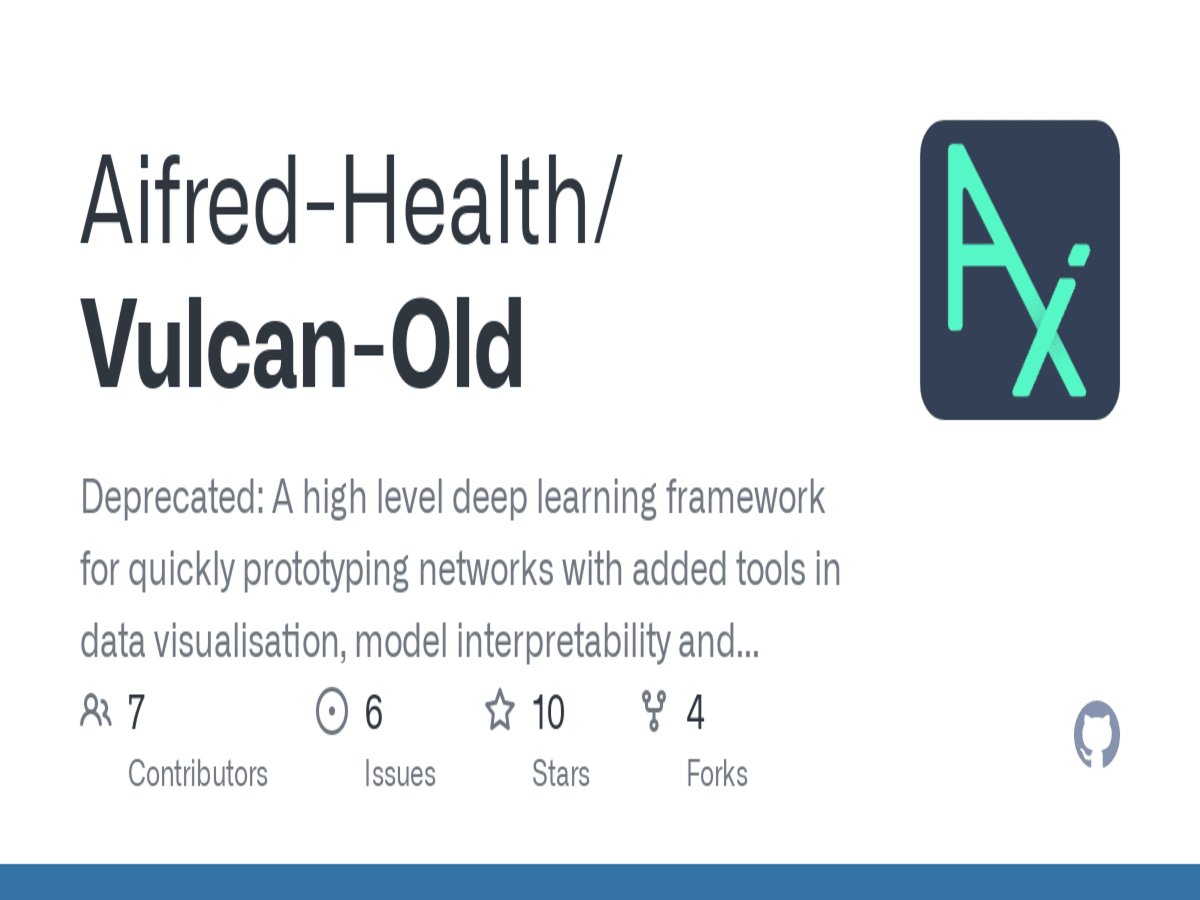 Aifred-Health/
Vulcan-Old
Deprecated: A high level deep learning framework
for quickly prototyping networks with added tools in
data visualisation, model interpretability and...
7 6 10 4
Contributors Issues Stars Forks